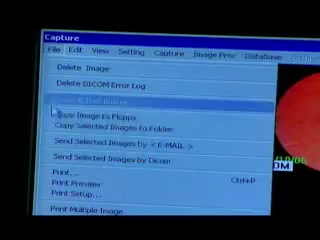 Capture
File Edit View Setting Capture Image Proc DataBase
Delete Image
Delete DICOM Error Log
Copy Image to Floppy
Copy Selected Images to Folder
Send Selected Images by < E-MAIL >
Send Selected Images by Dicom
Print... Ctrl+P
Print Preview
Print Setup...
Print Multiple Image